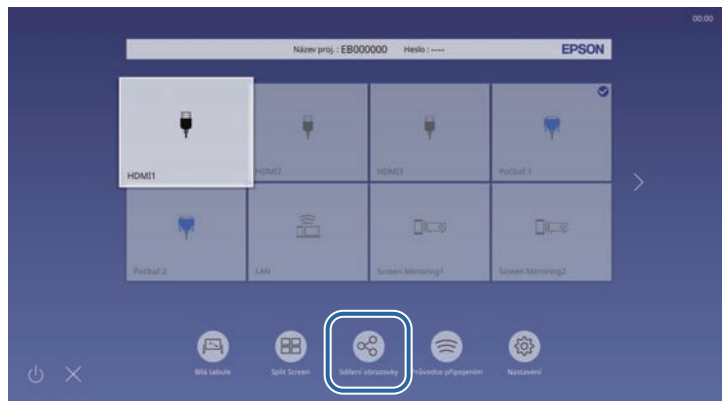 00:00
Název proj. : EB000000 Heslo : ----
EPSON
HDMI1
HDMI2
HDMI3
Počítač 1
Počítač 2
LAN
Screen Mirroring1
Screen Mirroring2
Bílá tabule
Split Screen
Sdílení obrazovky
Průvodce připojením
Nastavení